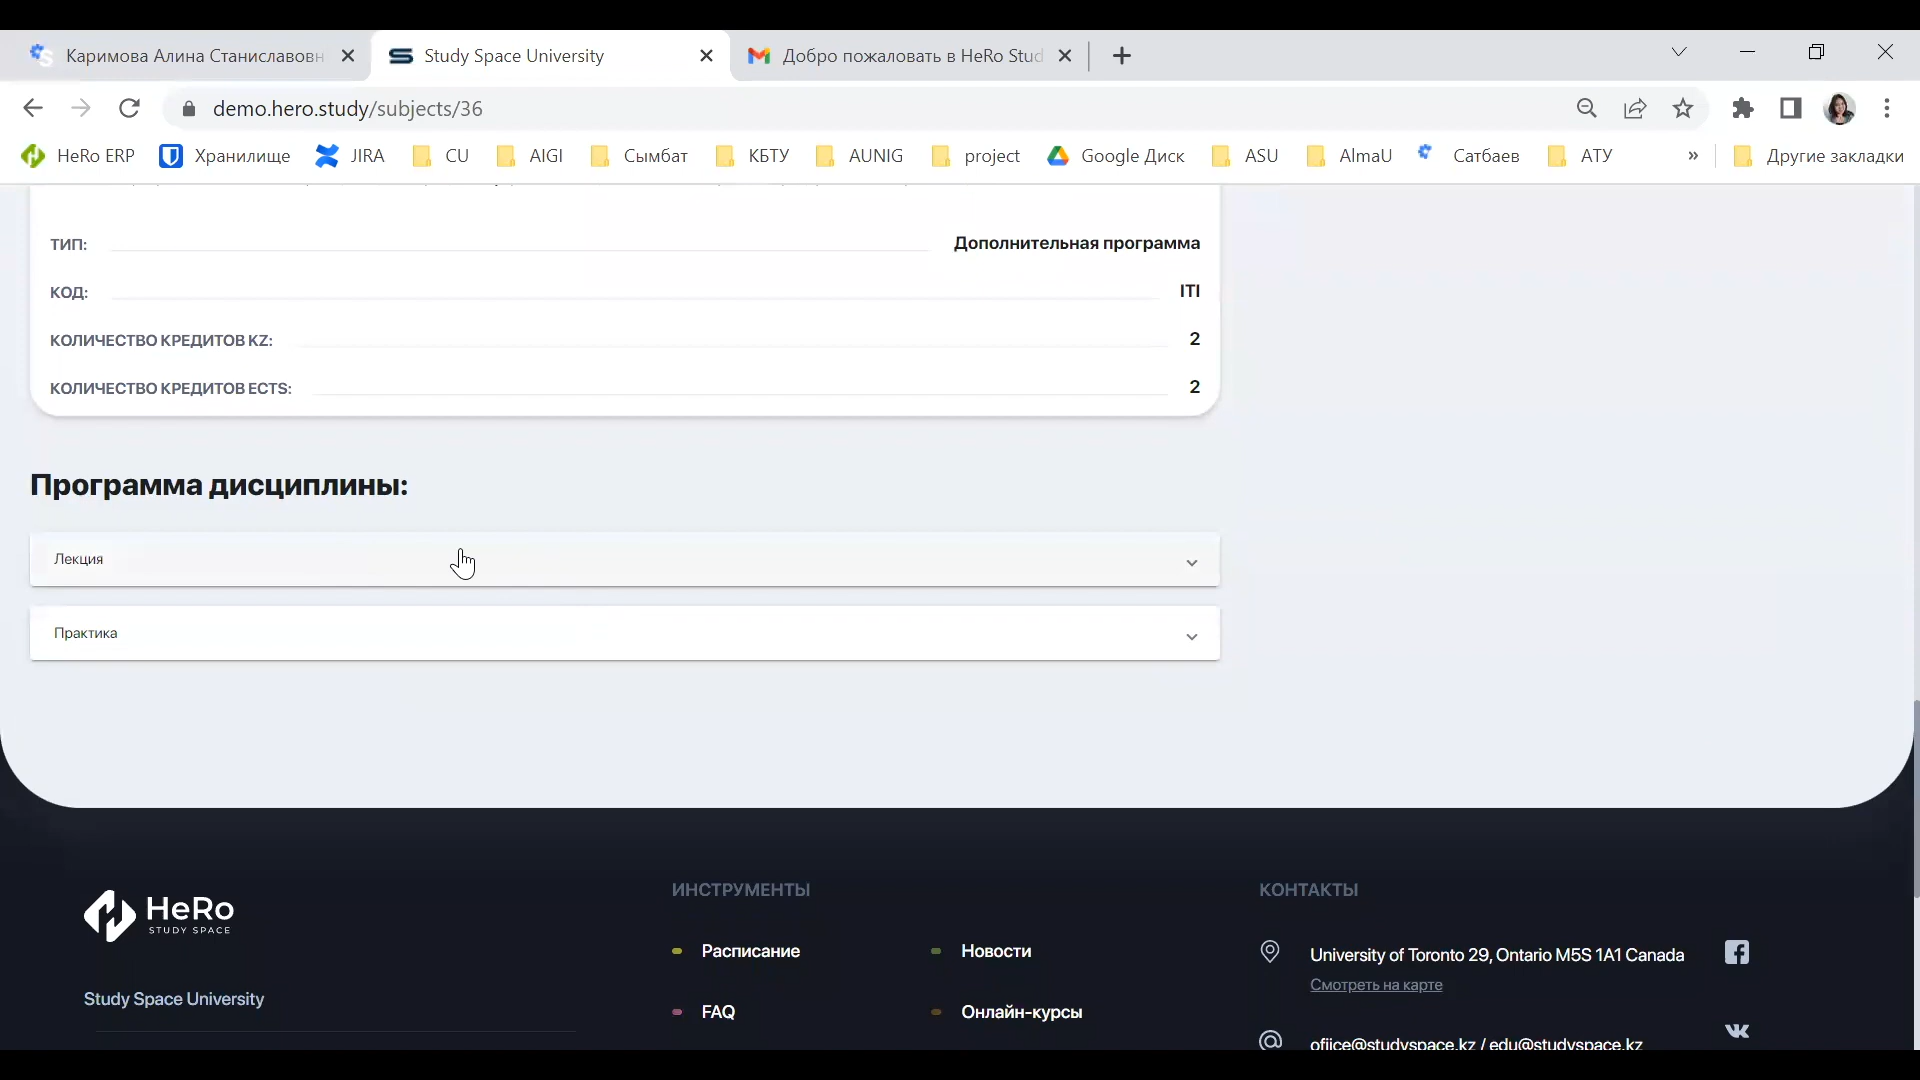 Каримова Алина Станиславовн
Study Space University
Добро пожаловать в HeRo Stud
demo.hero.study/subjects/36
HeRo ERP
Хранилище
JIRA
CU
AIGI
Сымбат
КБТУ
AUNIG
project
Google Диск
ASU
AlmaU
Сатбаев
АТУ
»
Другие закладки
ТИП:
Дополнительная программа
КОД:
ITI
КОЛИЧЕСТВО КРЕДИТОВ KZ:
2
КОЛИЧЕСТВО КРЕДИТОВ ECTS:
2
Программа дисциплины:
Лекция
Практика
HeRo
STUDY SPACE
Study Space University
ИНСТРУМЕНТЫ
Расписание
Новости
FAQ
Онлайн-курсы
КОНТАКТЫ
University of Toronto 29, Ontario M5S 1A1 Canada
Смотреть на карте
ofiice@studyspace.kz / edu@studyspace.kz